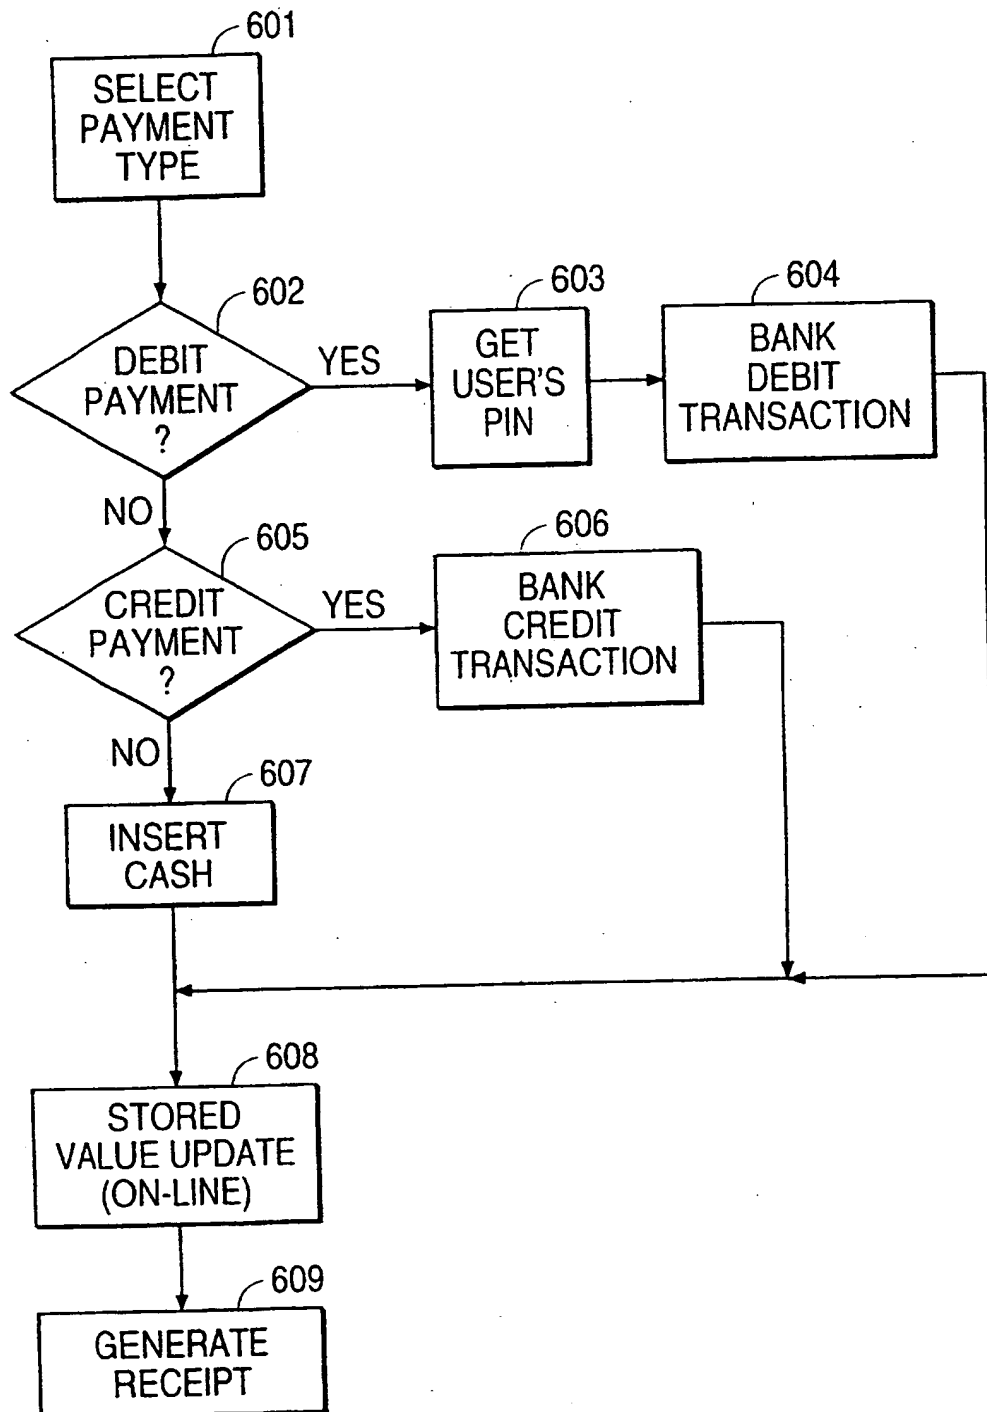 601
SELECT
PAYMENT
TYPE
602
DEBIT
PAYMENT
?
YES
603
GET
USER'S
PIN
604
BANK
DEBIT
TRANSACTION
NO
605
CREDIT
PAYMENT
?
YES
606
BANK
CREDIT
TRANSACTION
NO
607
INSERT
CASH
608
STORED
VALUE UPDATE
(ON-LINE)
609
GENERATE
RECEIPT